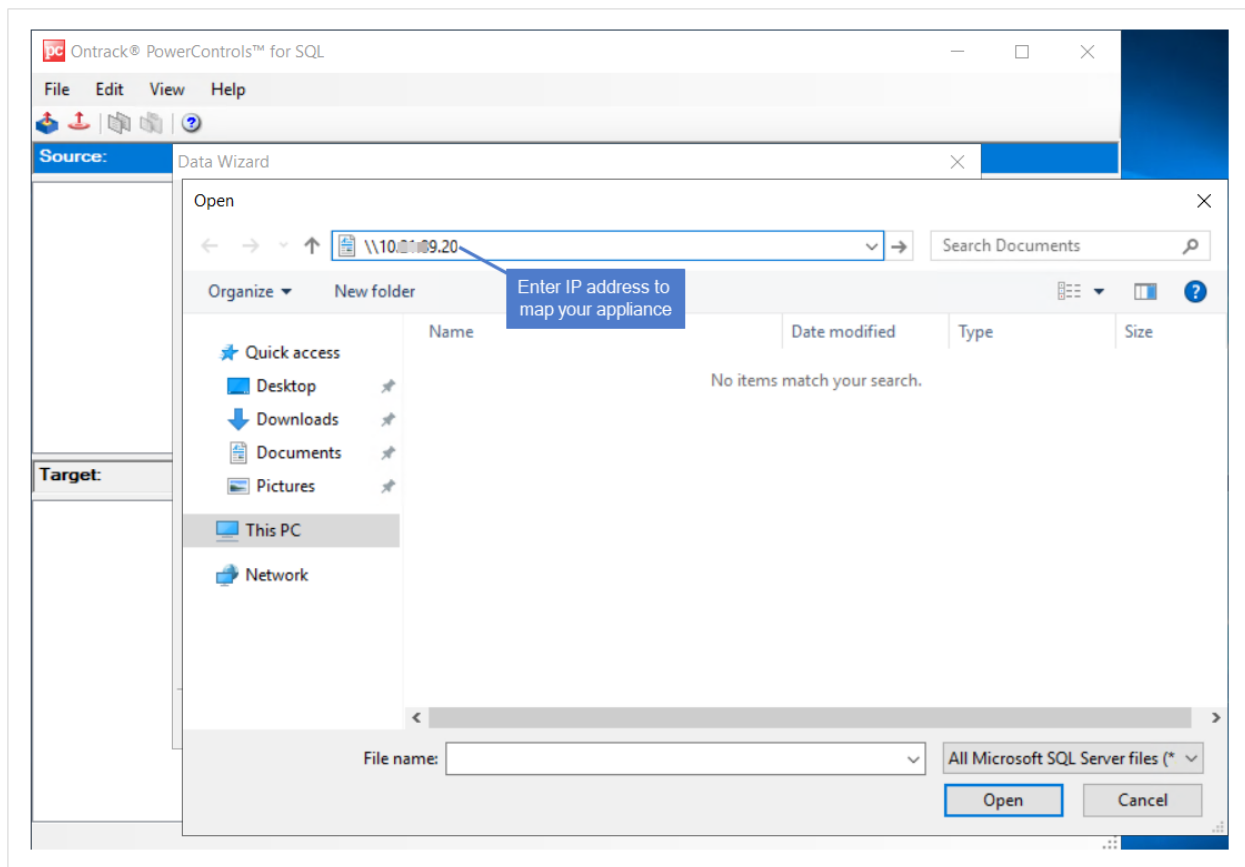 pc Ontrack® PowerControls™ for SQL
File Edit View Help
Source:
Data Wizard
Open
Search Documents
Enter IP address to
map your appliance
Organize New folder
Name Date modified Type Size
Quick access
No items match your search.
Desktop
Downloads
Documents
Target:
Pictures
This PC
Network
File name: All Microsoft SQL Server files (*
Open Cancel